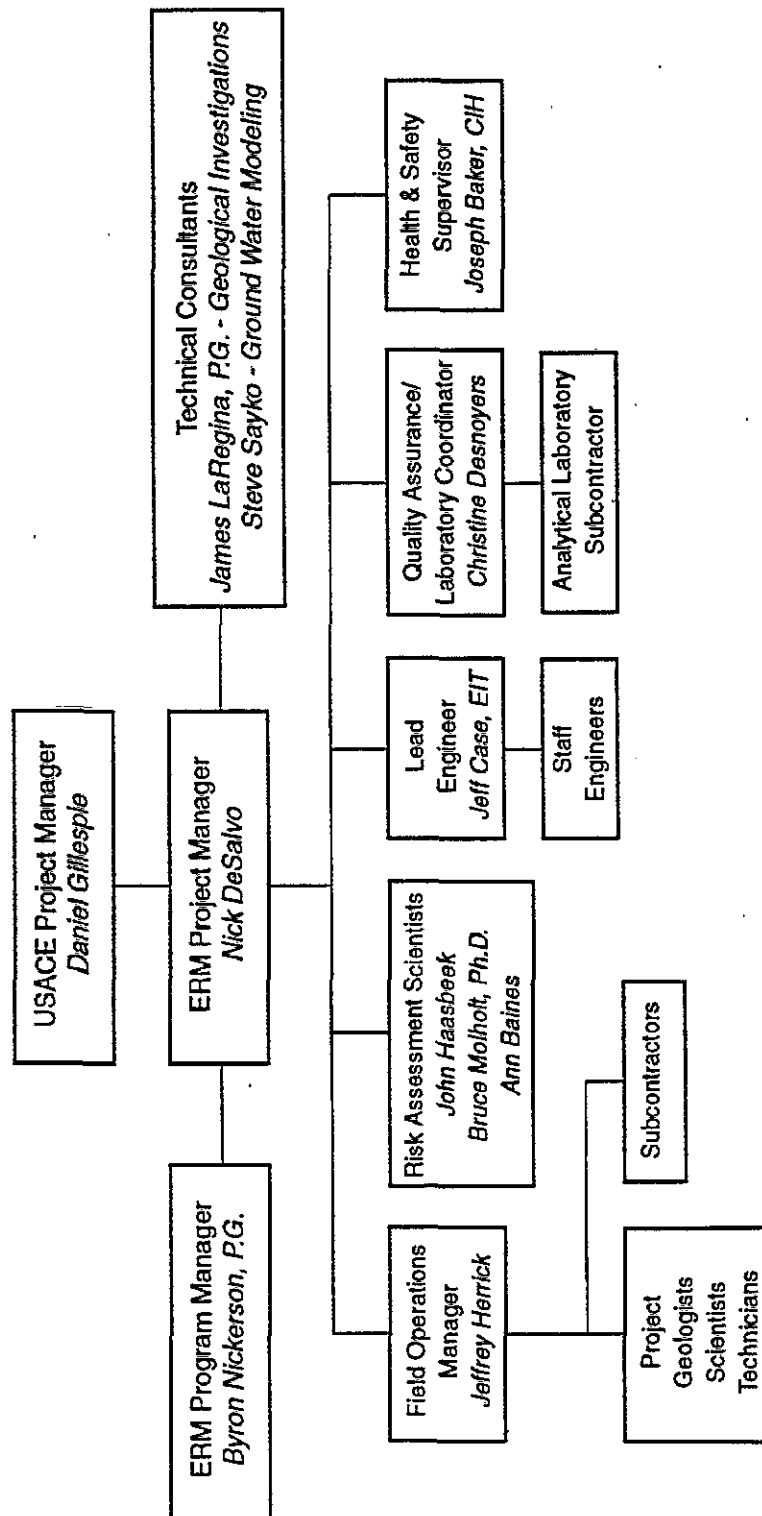 USACE Project Manager
Daniel Gillespie
ERM Program Manager
Byron Nickerson, P.G.
ERM Project Manager
Nick DeSalvo
Technical Consultants
James LaRegina, P.G. - Geological Investigations
Steve Sayko - Ground Water Modeling
Field Operations
Manager
Jeffrey Herrick
Risk Assessment Scientists
John Haasbeek
Bruce Molholt, Ph.D.
Ann Baines
Lead
Engineer
Jeff Case, EIT
Quality Assurance/
Laboratory Coordinator
Christine Desnoyers
Health & Safety
Supervisor
Joseph Baker, CIH
Project
Geologists
Scientists
Technicians
Subcontractors
Staff
Engineers
Analytical Laboratory
Subcontractor